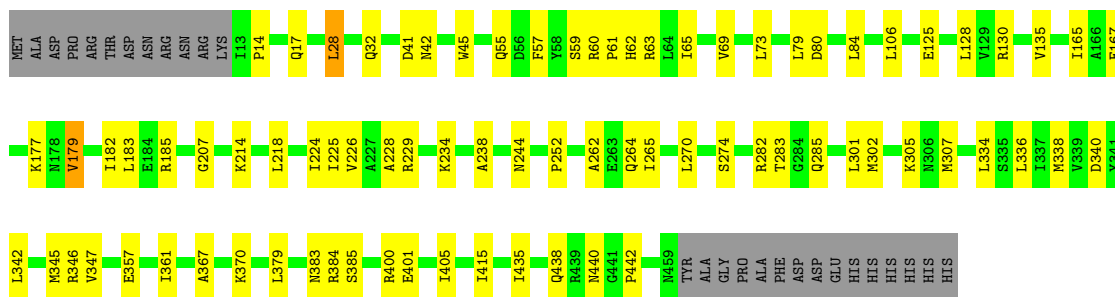 MET ALA ASP PRO ARG THR ASP ASN ARG ASN ARG LYS I13 P14 Q17 L28 Q32 D41 N42 W45 Q55 D56 F57 Y58 S59 R60 P61 H62 R63 L64 I65 V69 L73 L79 D80 L84 L106 E125 L128 V129 R130 V135 I165 A166
K177 N178 V179 I182 L183 E184 R185 G207 K214 L218 I224 I225 V226 A227 A228 R229 K234 A238 N244 P252 A262 E263 Q264 I265 L270 S274 R282 T283 G284 Q285 L301 M302 K305 N306 M307 L334 S335 L336 I337 M338 V339 D340 Y341
L342 M345 R346 V347 E357 I361 A367 K370 L379 N383 R384 S385 R400 E401 I405 I415 I435 Q438 R439 N440 G441 P442 N459 TYR ALA GLY PRO ALA PHE ASP ASP GLU HIS HIS HIS HIS HIS HIS